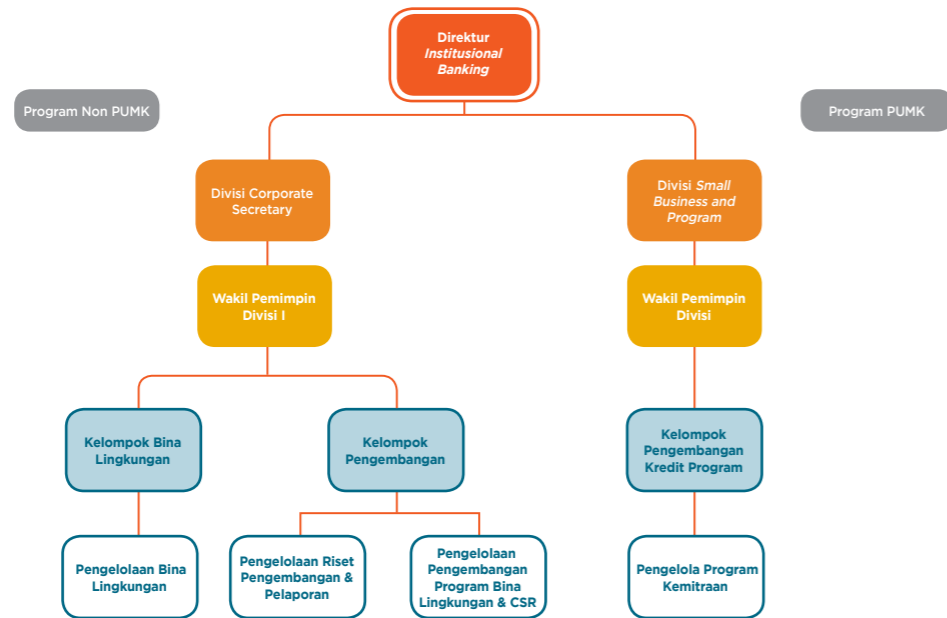 Direktur
Institusional
Banking
Program Non PUMK
Program PUMK
Divisi Corporate
Secretary
Divisi Small
Business and
Program
Wakil Pemimpin
Divisi I
Wakil Pemimpin
Divisi
Kelompok Bina
Lingkungan
Kelompok
Pengembangan
Kelompok
Pengembangan
Kredit Program
Pengelolaan Bina
Lingkungan
Pengelolaan Riset
Pengembangan &
Pelaporan
Pengelolaan
Pengembangan
Program Bina
Lingkungan & CSR
Pengelola Program
Kemitraan